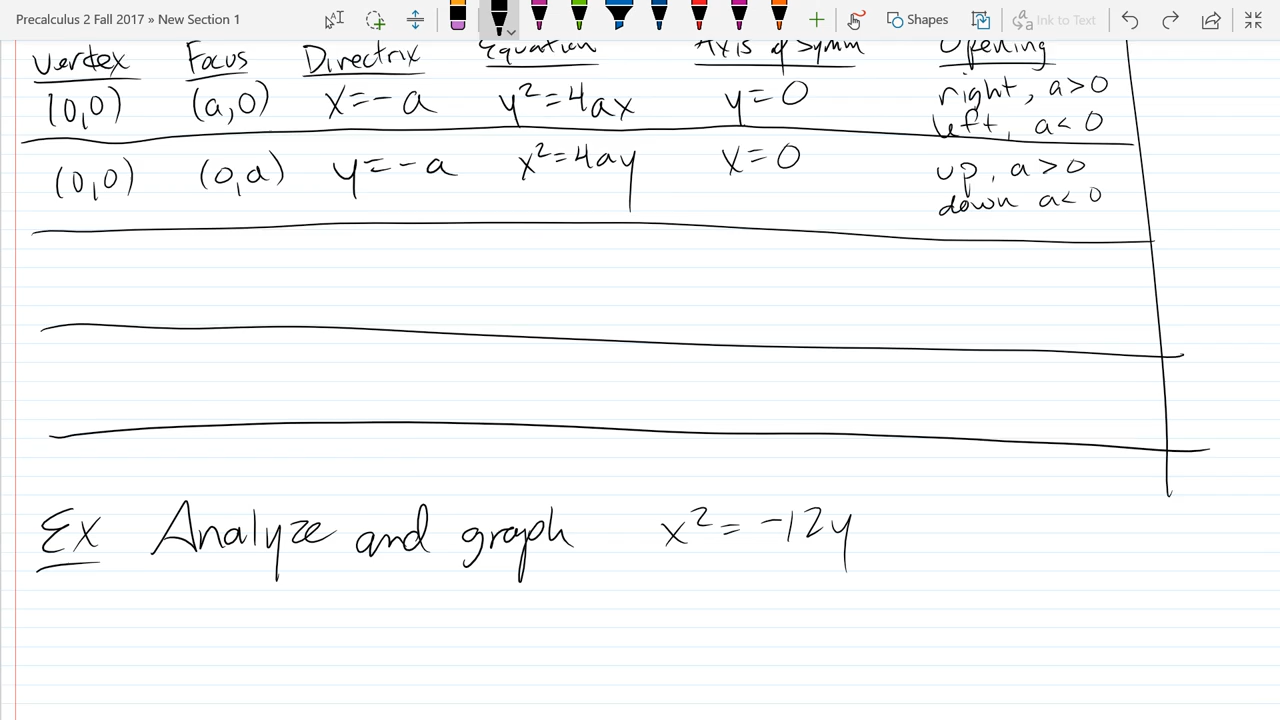 Precalculus 2 Fall 2017 » New Section 1
Shapes
Ink to Text
Vertex Focus Directrix Equation Axis of Symm Opening
(0,0) (a,0) x=-a y²=4ax y=0 right, a>0
left, a<0
(0,0) (0,a) y=-a x²=4ay x=0 up, a>0
down a<0
Ex Analyze and graph x²=-12y